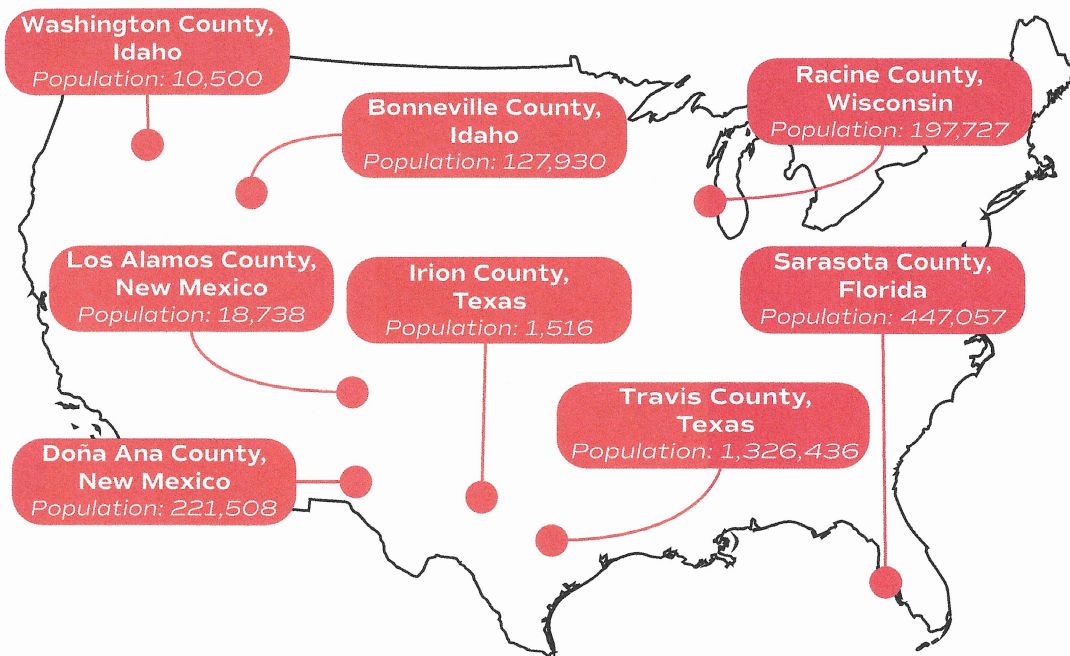 Washington County,
Idaho
Population: 10,500
Bonneville County,
Idaho
Population: 127,930
Racine County,
Wisconsin
Population: 197,727
Los Alamos County,
New Mexico
Population: 18,738
Irion County,
Texas
Population: 1,516
Sarasota County,
Florida
Population: 447,057
Travis County,
Texas
Population: 1,326,436
Doña Ana County,
New Mexico
Population: 221,508